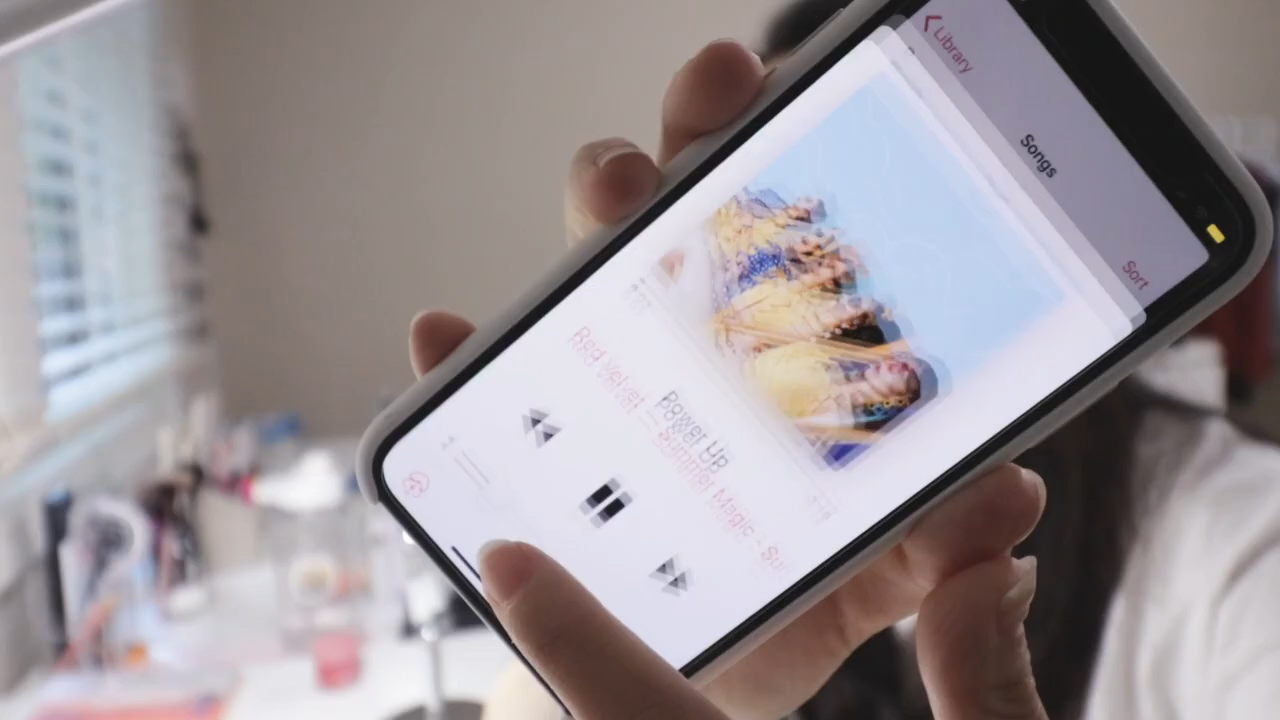 Library
Songs
Sort
Power Up
Red Velvet — Summer Magic - Su